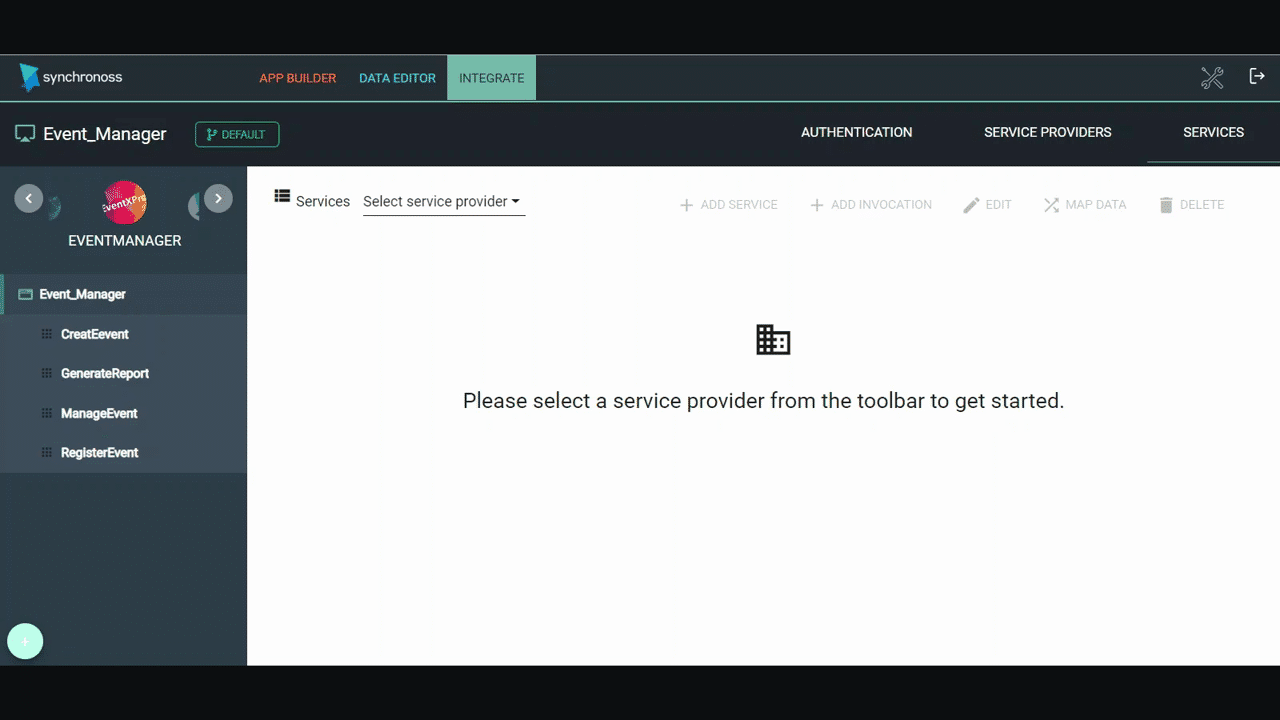 synchronoss
APP BUILDER
DATA EDITOR
INTEGRATE
Event_Manager
DEFAULT
AUTHENTICATION
SERVICE PROVIDERS
SERVICES
EventXPro
EVENTMANAGER
Event_Manager
CreatEevent
GenerateReport
ManageEvent
RegisterEvent
Services
Select service provider
ADD SERVICE
ADD INVOCATION
EDIT
MAP DATA
DELETE
Please select a service provider from the toolbar to get started.